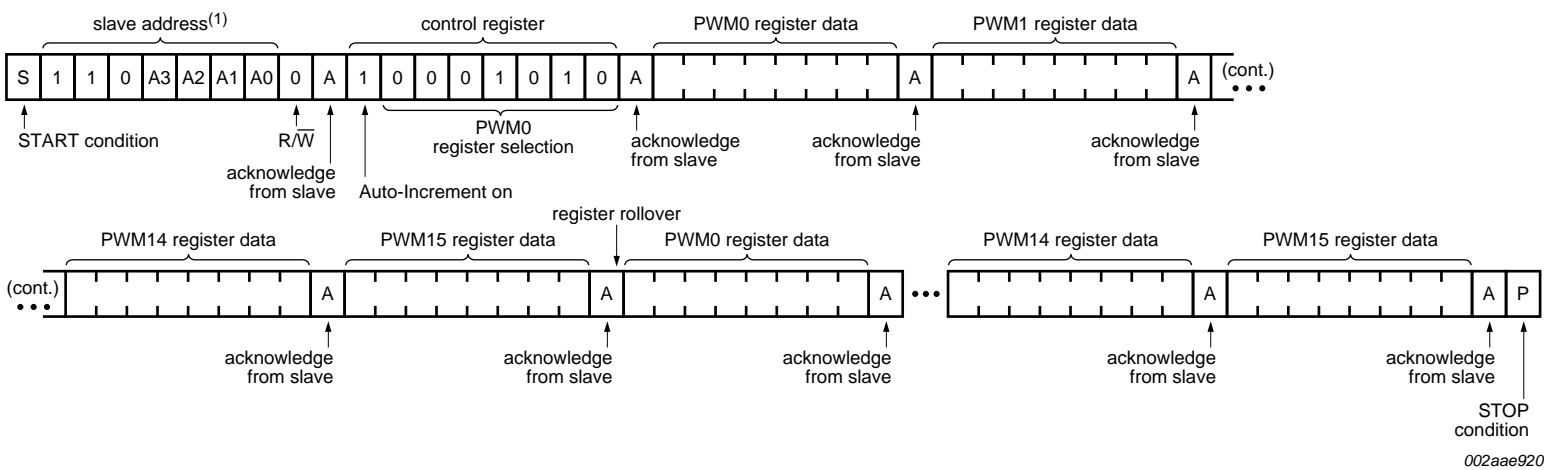 slave address(1) control register PWM0 register data PWM1 register data
S 1 1 0 A3 A2 A1 A0 0 A 1 0 0 0 1 0 1 0 A A A (cont.)
START condition R/W̅ PWM0 acknowledge acknowledge acknowledge
register selection from slave from slave from slave
acknowledge
from slave Auto-Increment on
register rollover
PWM14 register data PWM15 register data PWM0 register data PWM14 register data PWM15 register data
(cont.) A A A ••• A A P
acknowledge acknowledge acknowledge acknowledge acknowledge
from slave from slave from slave from slave from slave
STOP
condition
002aae920